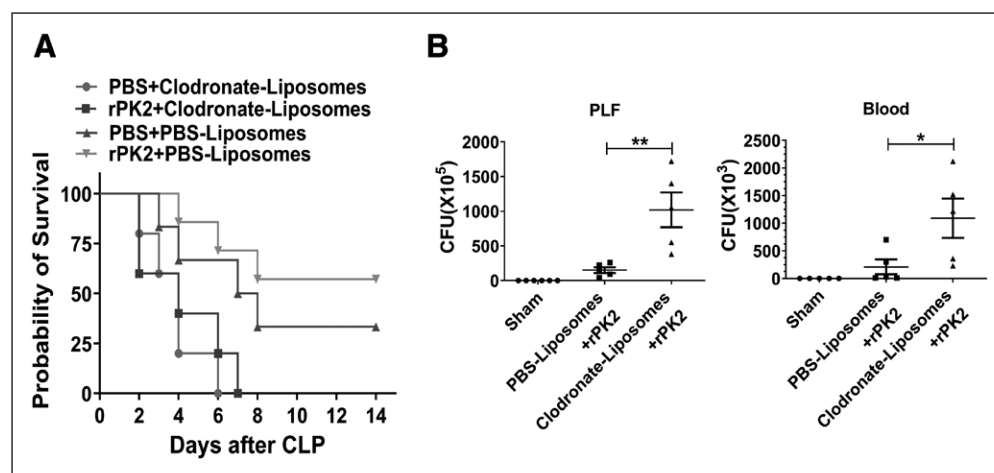 A
PBS+Clodronate-Liposomes
rPK2+Clodronate-Liposomes
PBS+PBS-Liposomes
rPK2+PBS-Liposomes
Probability of Survival
100
75
50
25
0
0 2 4 6 8 10 12 14
Days after CLP
B
PLF
CFU(X10⁵)
2000
1500
1000
500
0
**
Sham
PBS-Liposomes
+rPK2
Clodronate-Liposomes
+rPK2
Blood
CFU(X10³)
2500
2000
1500
1000
500
0
*
Sham
PBS-Liposomes
+rPK2
Clodronate-Liposomes
+rPK2